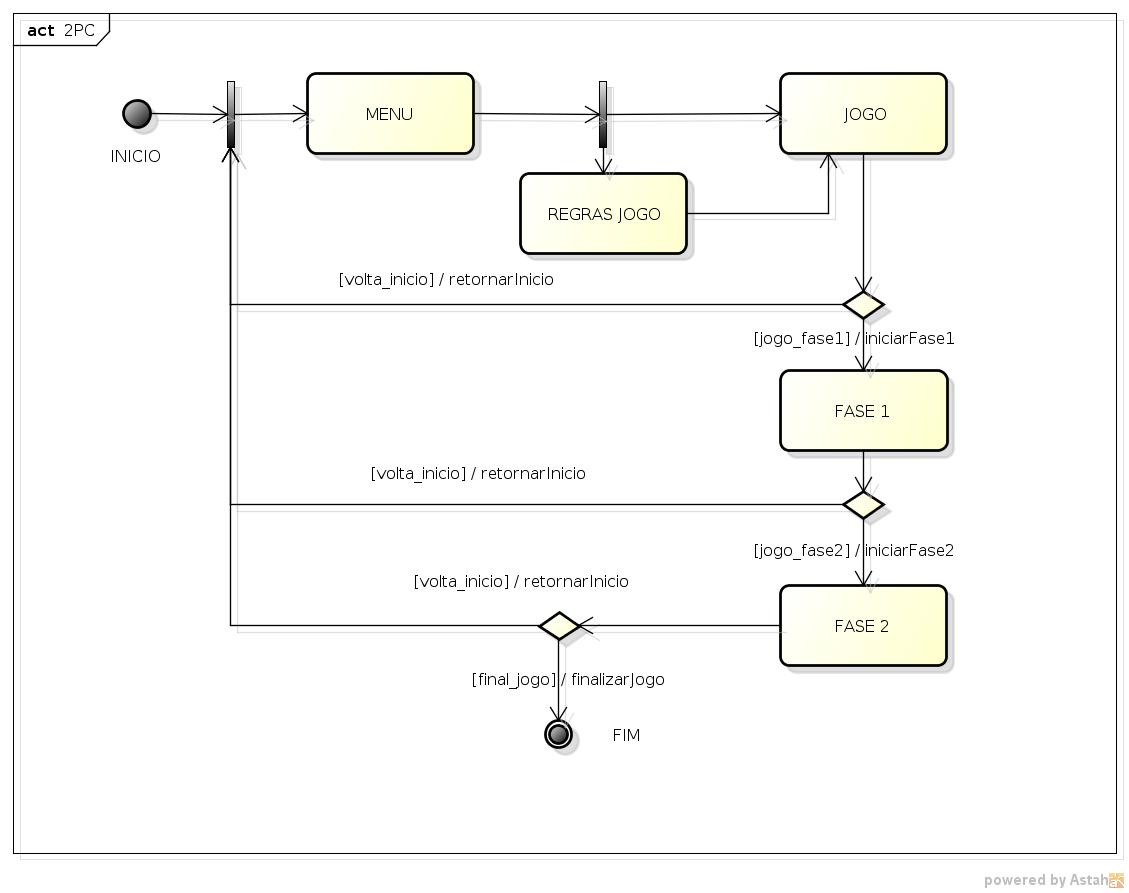 act 2PC
MENU
JOGO
INICIO
REGRAS JOGO
[volta_inicio] / retornarInicio
[jogo_fase1] / iniciarFase1
FASE 1
[volta_inicio] / retornarInicio
[jogo_fase2] / iniciarFase2
[volta_inicio] / retornarInicio
FASE 2
[final_jogo] / finalizarJogo
FIM
powered by Astah